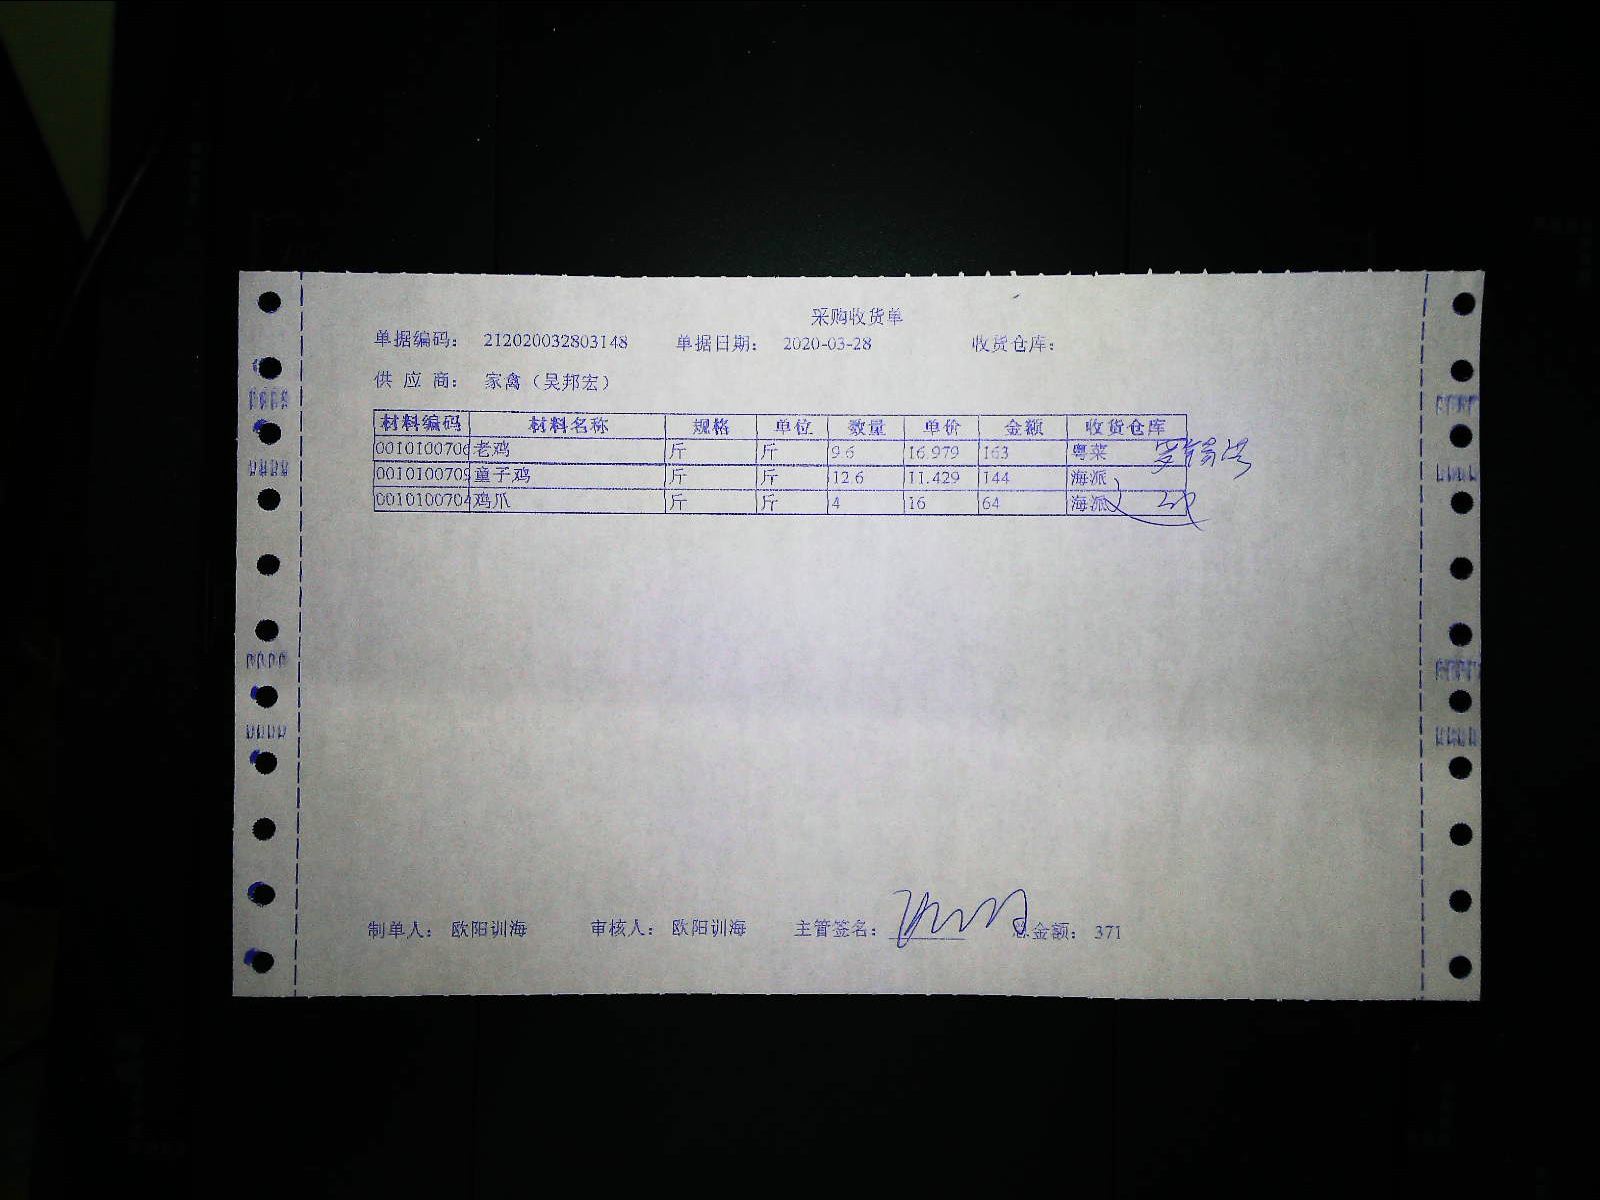 采购收货单
单据编码： 212020032803148 单据日期： 2020-03-28 收货仓库：
供 应 商： 家禽（吴邦宏）
材料编码 材料名称 规格 单位 数量 单价 金额 收货仓库
001010070 老鸡 斤 斤 9.6 16.979 163 粤菜
001010070 童子鸡 斤 斤 12.6 11.429 144 海派
001010070 鸡爪 斤 斤 4 16 64 海派
制单人： 欧阳训海 审核人： 欧阳训海 主管签名： 总金额： 371